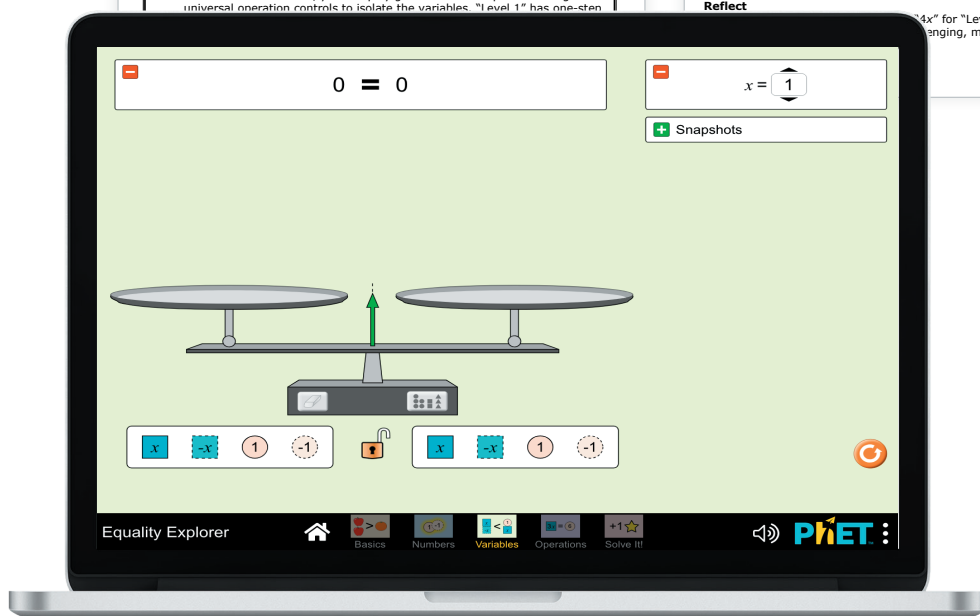 universal operation controls to isolate the variables. "Level 1" has one-step
Reflect
"4x" for "Le
enging, m
0 = 0
x = 1
Snapshots
x -x 1 -1
x -x 1 -1
Equality Explorer
Basics
Numbers
Variables
Operations
+1
Solve It!
PhET